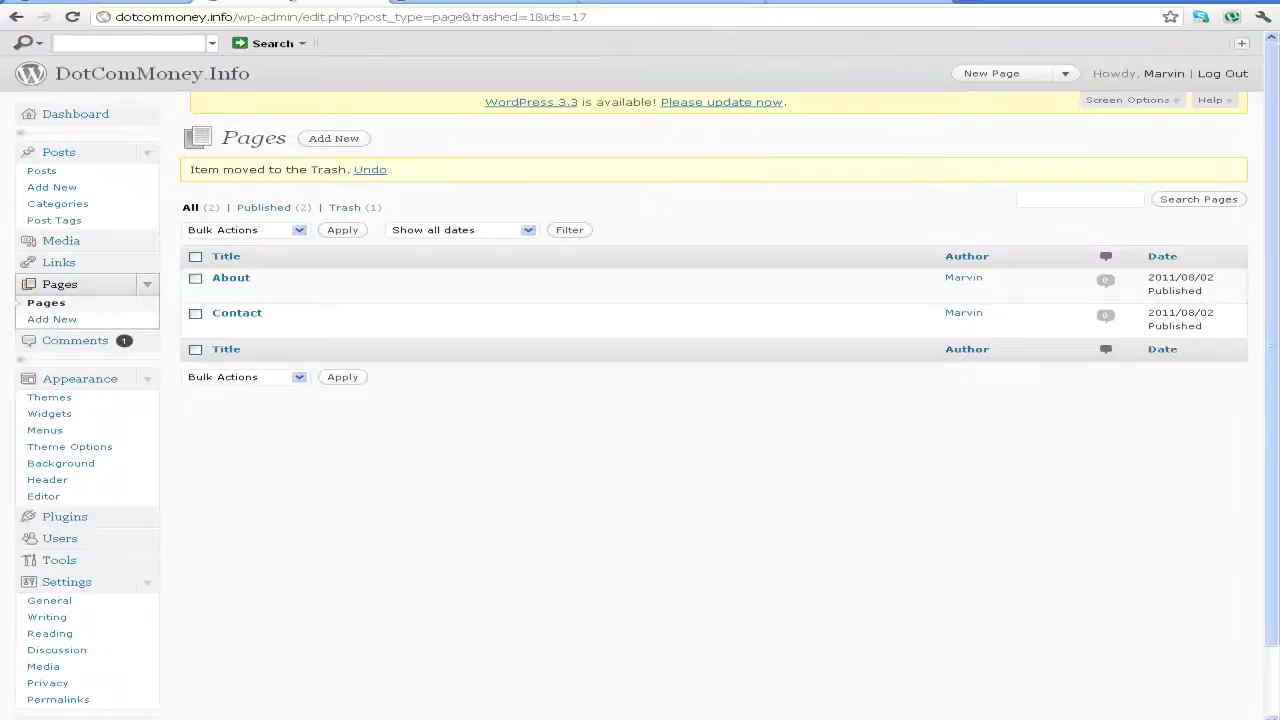 dotcommoney.info/wp-admin/edit.php?post_type=page&trashed=1&ids=17
Search
DotComMoney.Info
New Page
Howdy, Marvin | Log Out
WordPress 3.3 is available! Please update now.
Screen Options
Help
Dashboard
Posts
Posts
Add New
Categories
Post Tags
Media
Links
Pages
Pages
Add New
Comments 1
Appearance
Themes
Widgets
Menus
Theme Options
Background
Header
Editor
Plugins
Users
Tools
Settings
General
Writing
Reading
Discussion
Media
Privacy
Permalinks
Pages Add New
Item moved to the Trash. Undo
All (2) | Published (2) | Trash (1)
Search Pages
Bulk Actions Apply Show all dates Filter
Title Author Date
About Marvin 0 2011/08/02
Published
Contact Marvin 0 2011/08/02
Published
Title Author Date
Bulk Actions Apply